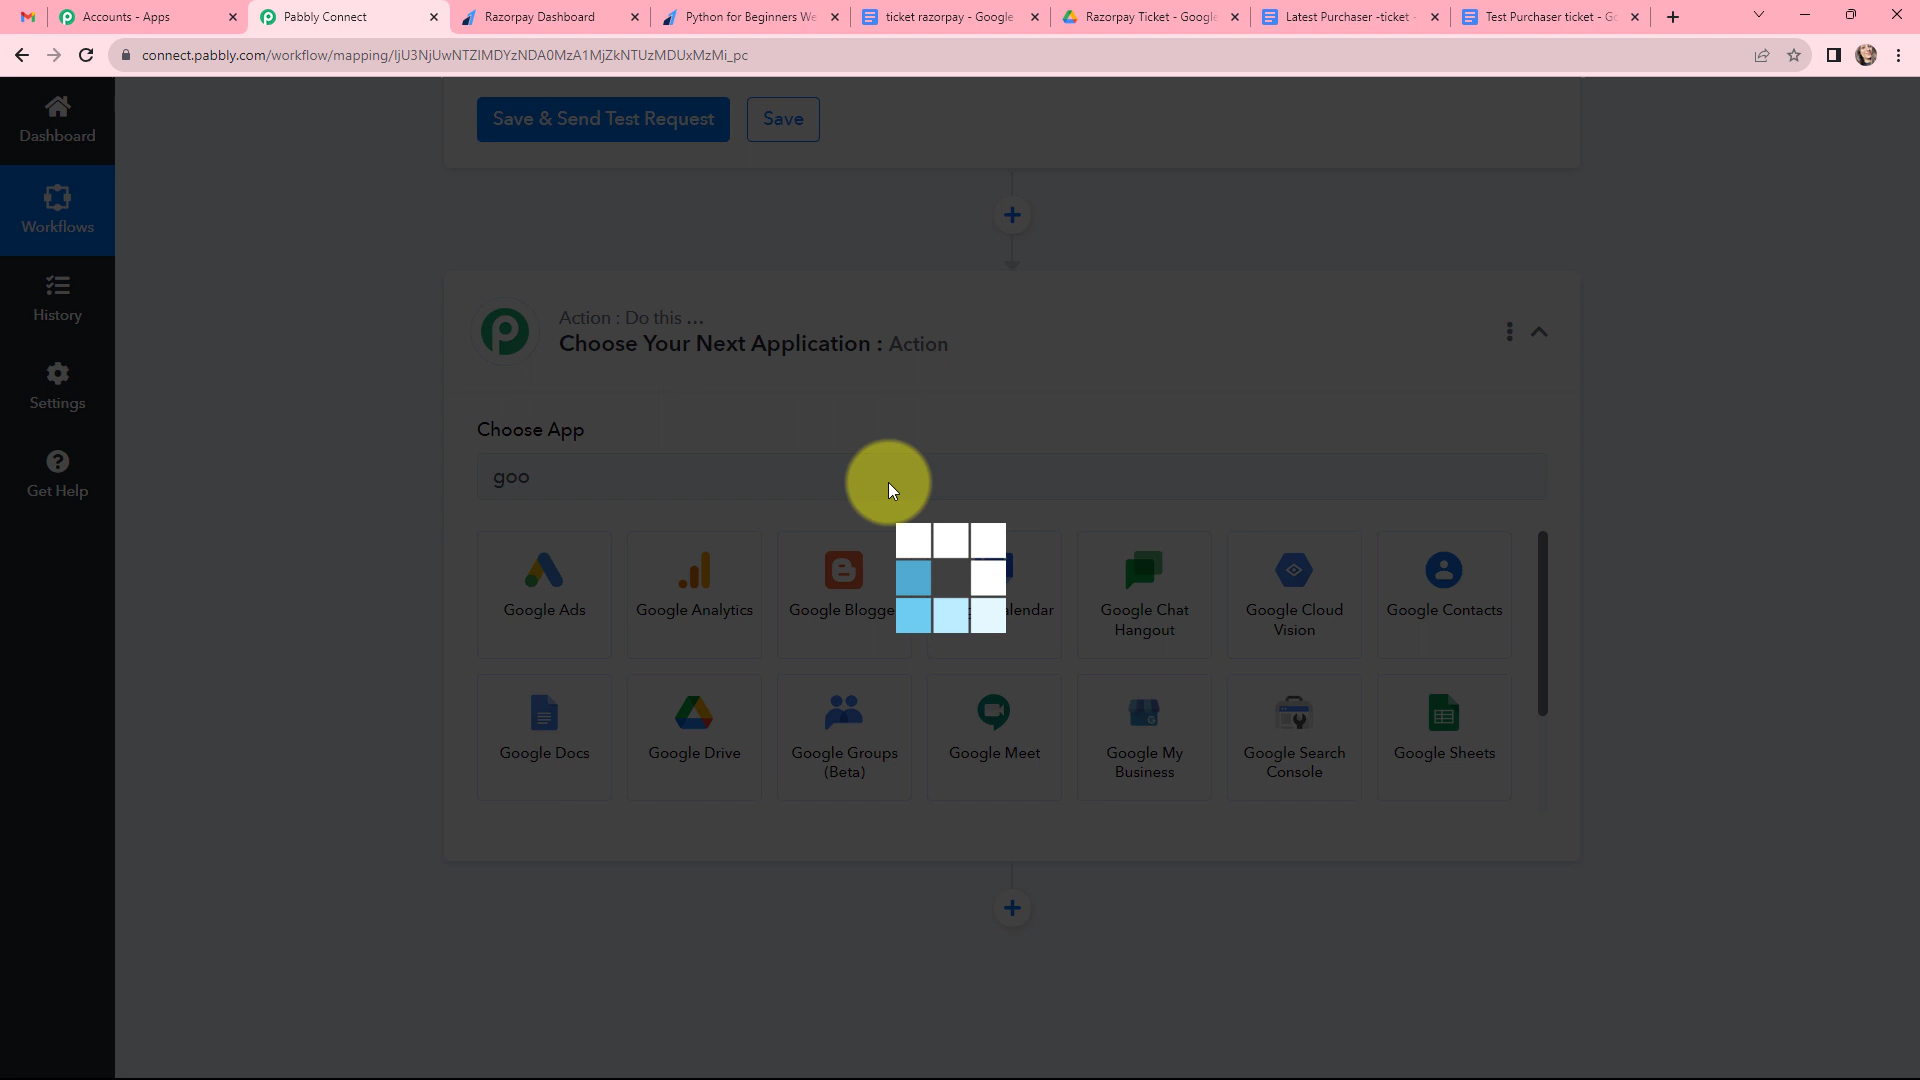 Accounts - Apps
Pabbly Connect
Razorpay Dashboard
Python for Beginners We
ticket razorpay - Google
Razorpay Ticket - Google
Latest Purchaser -ticket -
Test Purchaser ticket - Go
connect.pabbly.com/workflow/mapping/IjU3NjUwNTZlMDYzNDA0MzA1MjZkNTUzMDUxMzMi_pc
Dashboard
Workflows
History
Settings
Get Help
Save & Send Test Request
Save
Action : Do this ...
Choose Your Next Application : Action
Choose App
goo
Google Ads
Google Analytics
Google Blogge
lendar
Google Chat
Hangout
Google Cloud
Vision
Google Contacts
Google Docs
Google Drive
Google Groups
(Beta)
Google Meet
Google My
Business
Google Search
Console
Google Sheets